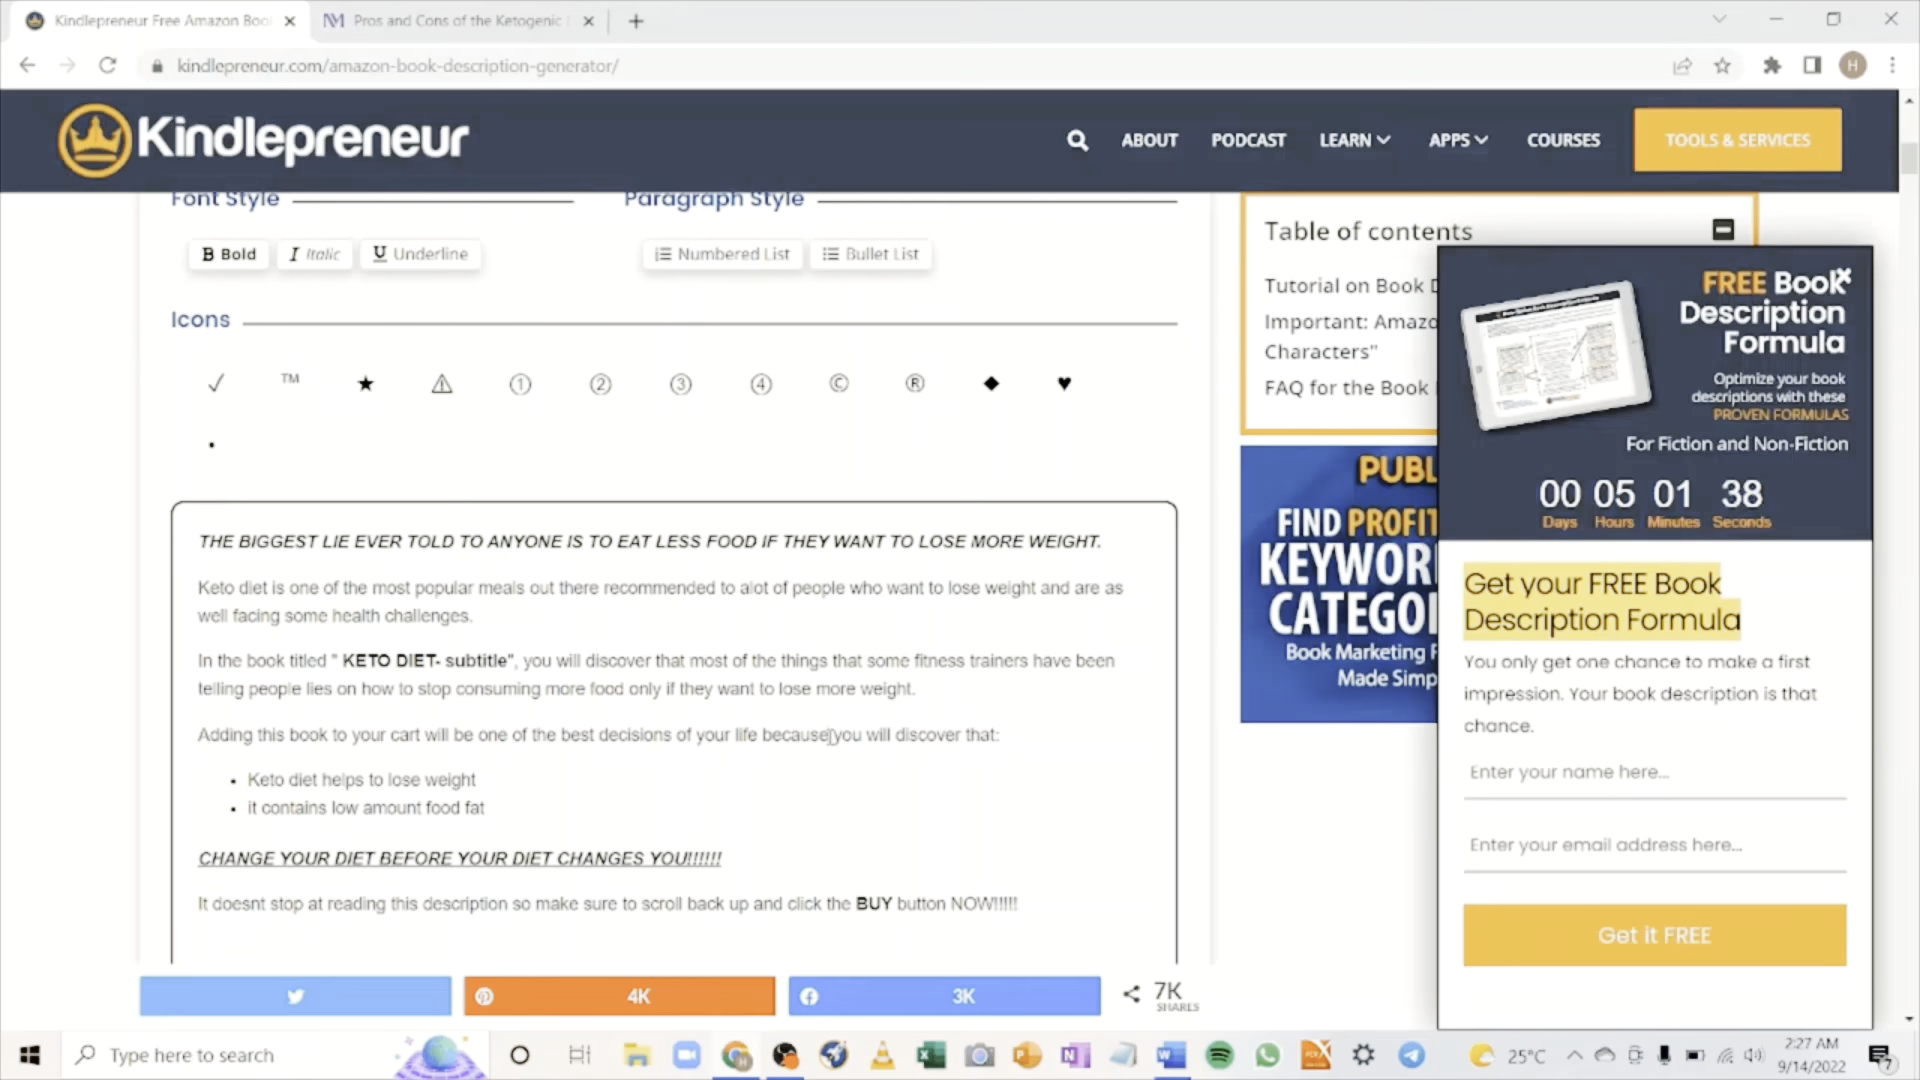 Kindlepreneur Free Amazon Boo
Pros and Cons of the Ketogenic
kindlepreneur.com/amazon-book-description-generator/
H
Kindlepreneur
ABOUT PODCAST LEARN APPS COURSES TOOLS & SERVICES
Font Style
Paragraph Style
B Bold I Italic U Underline
Numbered List Bullet List
Icons
✓ ™ ★ ⚠ ① ② ③ ④ © ® ◆ ♥
•
THE BIGGEST LIE EVER TOLD TO ANYONE IS TO EAT LESS FOOD IF THEY WANT TO LOSE MORE WEIGHT.
Keto diet is one of the most popular meals out there recommended to alot of people who want to lose weight and are as
well facing some health challenges.
In the book titled " KETO DIET- subtitle", you will discover that most of the things that some fitness trainers have been
telling people lies on how to stop consuming more food only if they want to lose more weight.
Adding this book to your cart will be one of the best decisions of your life because you will discover that:
• Keto diet helps to lose weight
• it contains low amount food fat
CHANGE YOUR DIET BEFORE YOUR DIET CHANGES YOU!!!!!!
It doesnt stop at reading this description so make sure to scroll back up and click the BUY button NOW!!!!!
4K
3K
7K
SHARES
Table of contents
Tutorial on Book D
Important: Amazo
Characters"
FAQ for the Book
PUBL
FIND PROFIT
KEYWOR
CATEGO
Book Marketing
Made Simp
FREE Book
Description
Formula
Optimize your book
descriptions with these
PROVEN FORMULAS
For Fiction and Non-Fiction
00 05 01 38
Days Hours Minutes Seconds
Get your FREE Book
Description Formula
You only get one chance to make a first
impression. Your book description is that
chance.
Enter your name here...
Enter your email address here...
Get it FREE
Type here to search
25°C
2:27 AM
9/14/2022
7